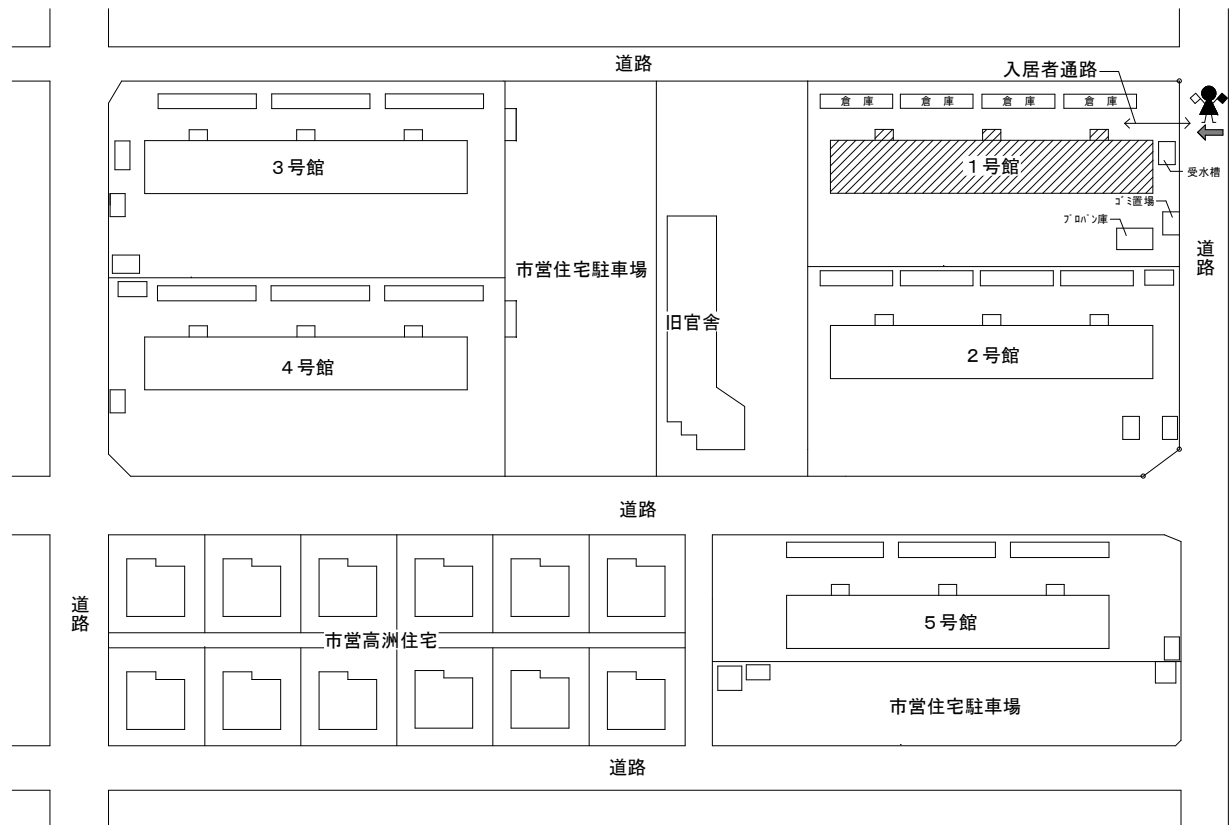 道路
入居者通路
倉　庫
倉　庫
倉　庫
倉　庫
３号館
１号館
受水槽
ｺﾞﾐ置場
ﾌﾟﾛﾊﾟﾝ庫
道路
市営住宅駐車場
旧官舎
４号館
２号館
道路
道路
市営高洲住宅
５号館
市営住宅駐車場
道路